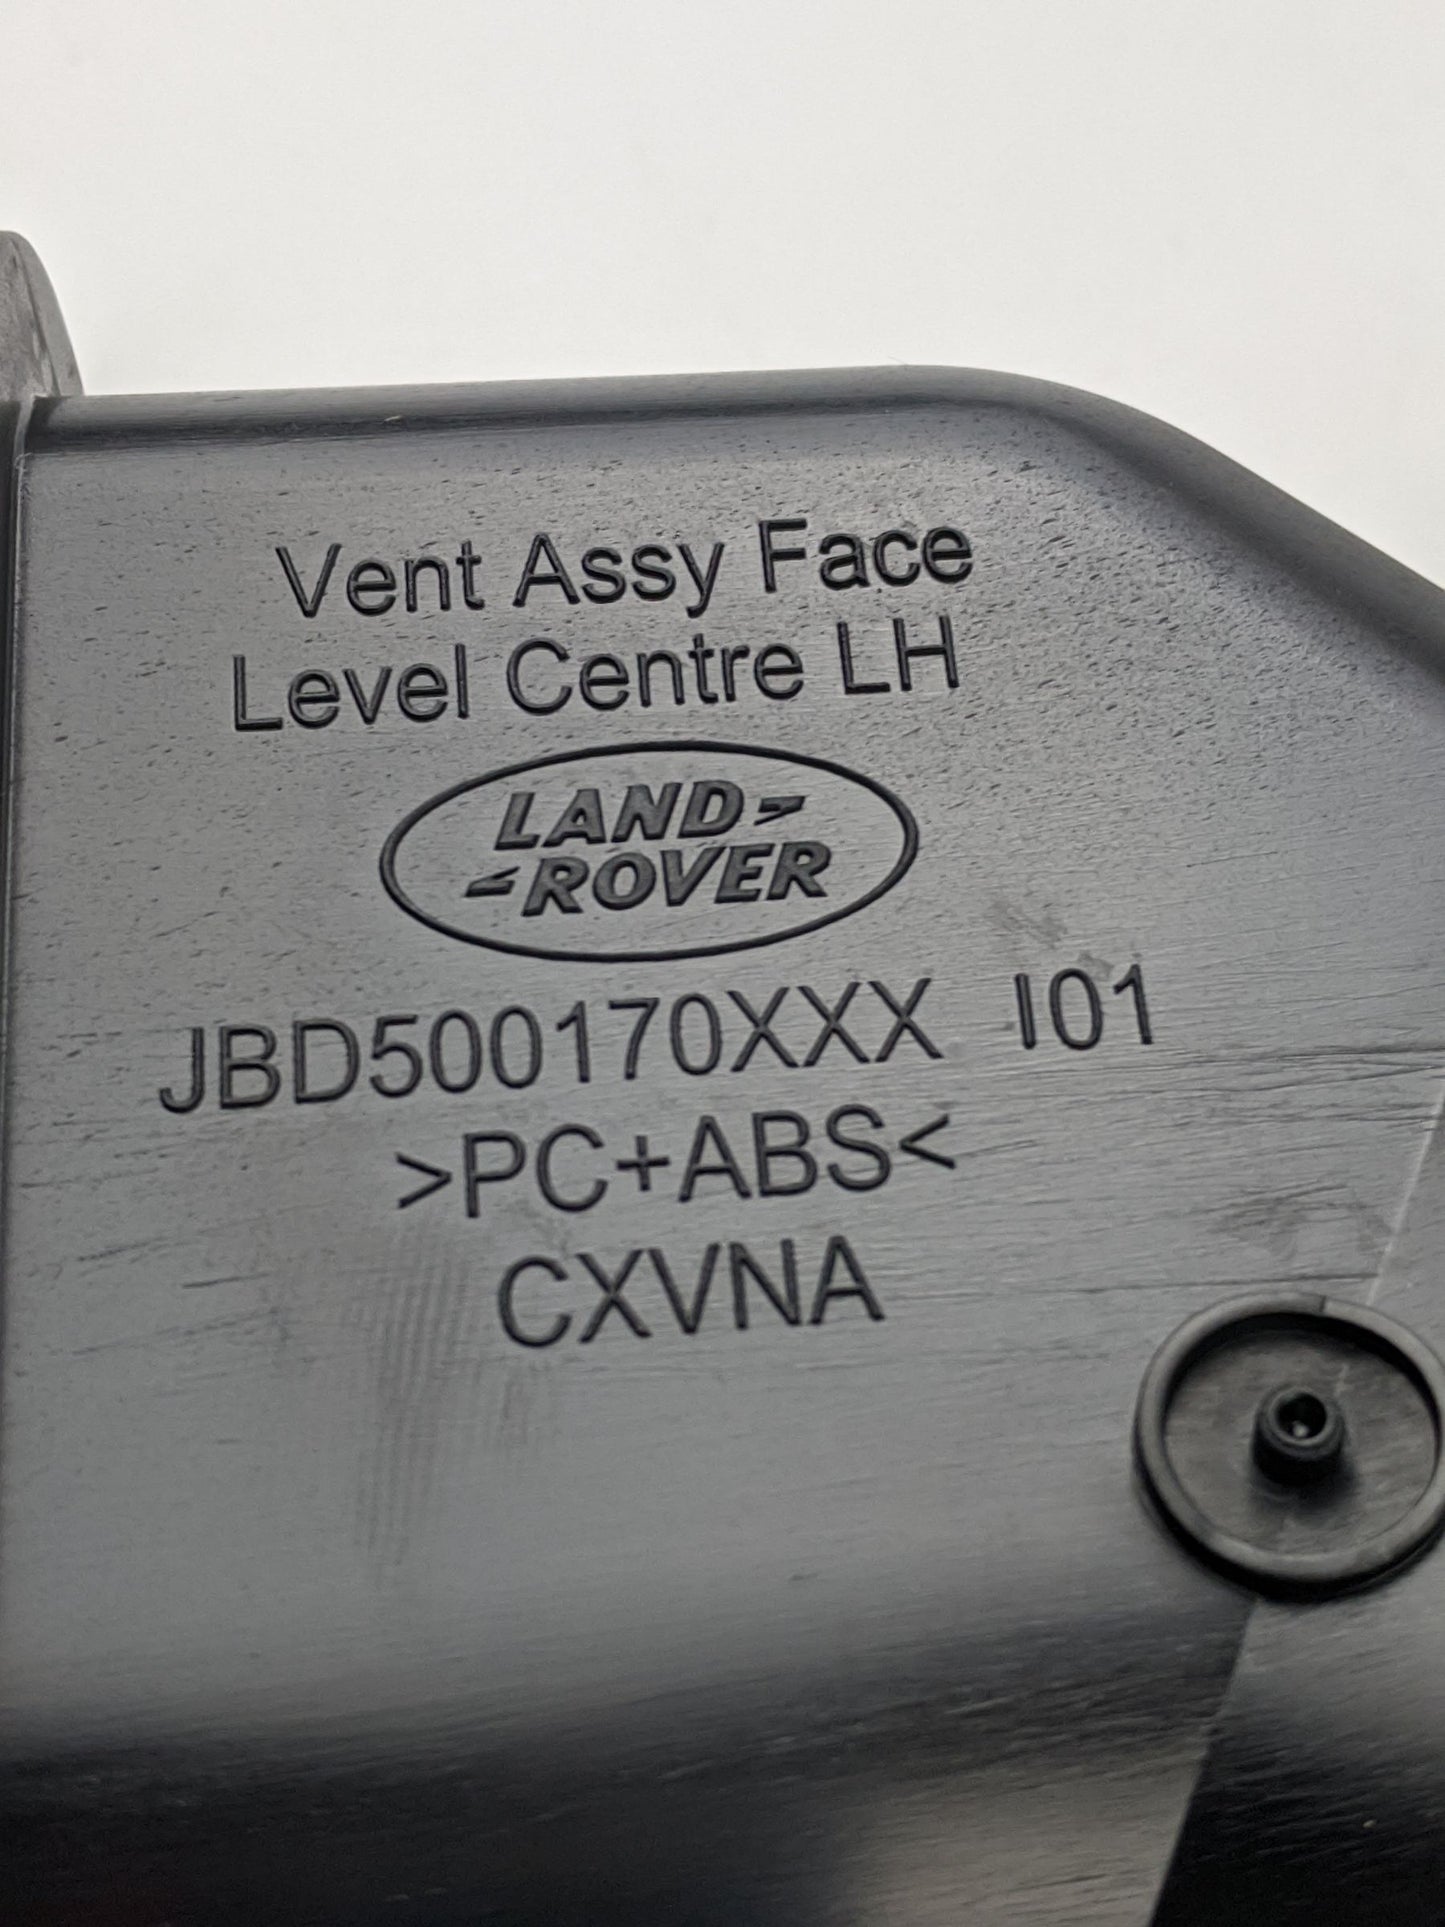 Vent Assy Face
Level Centre LH
LAND
ROVER
JBD500170XXX I01
>PC+ABS<
CXVNA